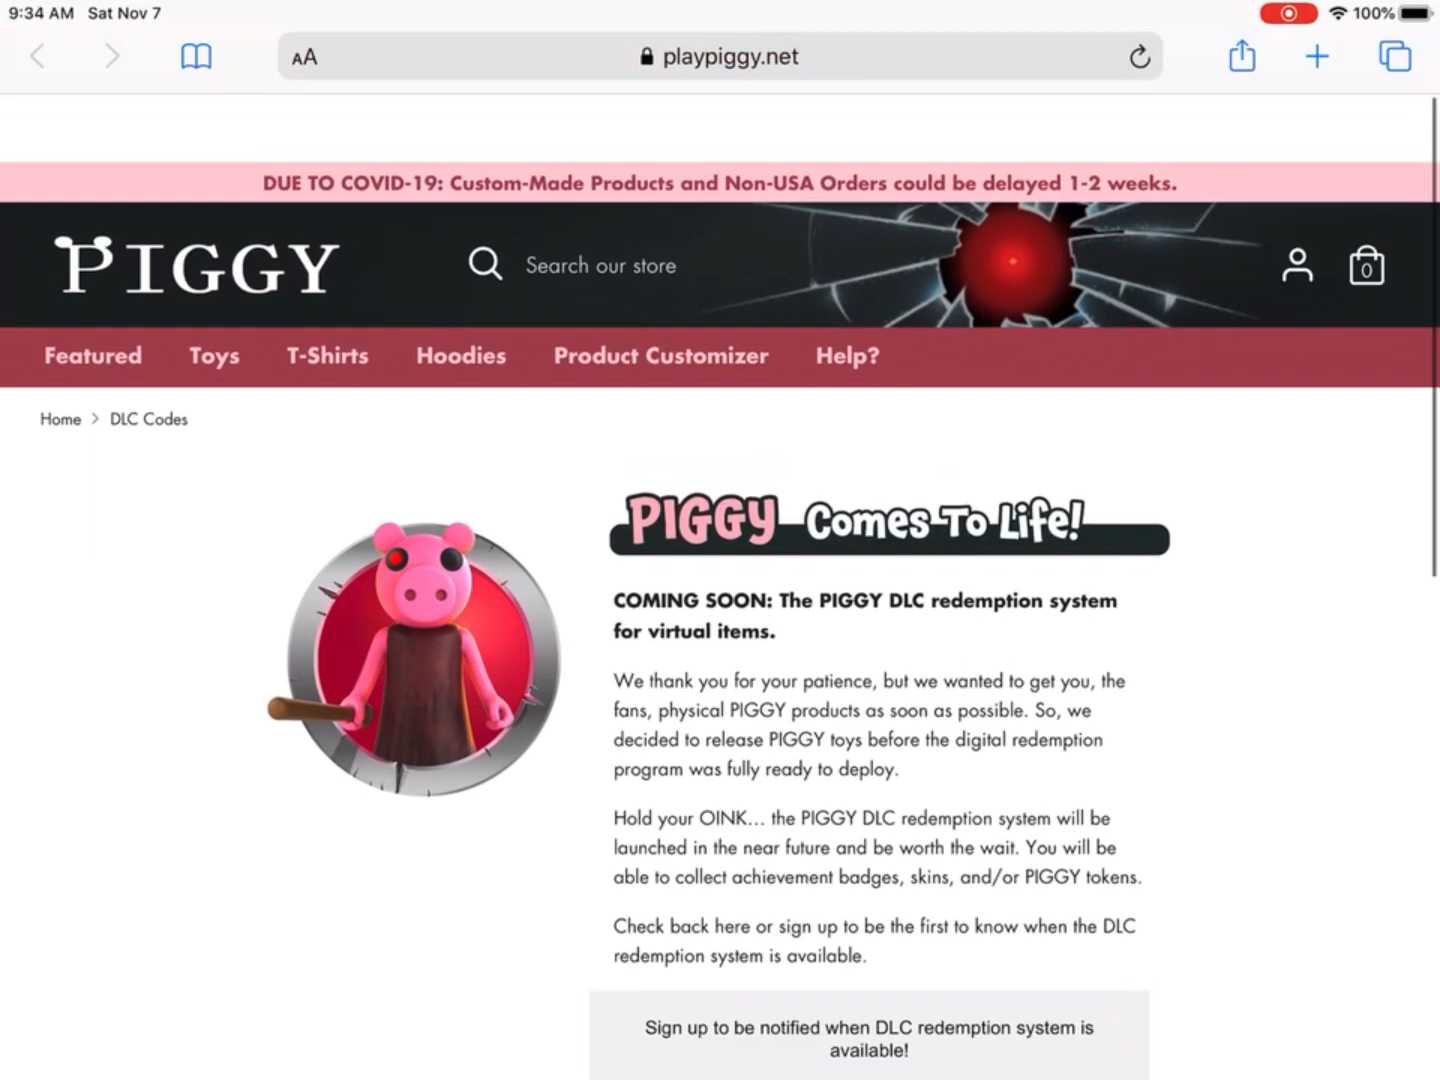 9:34 AM Sat Nov 7
100%
AA
playpiggy.net
DUE TO COVID-19: Custom-Made Products and Non-USA Orders could be delayed 1-2 weeks.
PIGGY
Search our store
0
Featured Toys T-Shirts Hoodies Product Customizer Help?
Home > DLC Codes
PIGGY Comes To Life!
COMING SOON: The PIGGY DLC redemption system
for virtual items.
We thank you for your patience, but we wanted to get you, the
fans, physical PIGGY products as soon as possible. So, we
decided to release PIGGY toys before the digital redemption
program was fully ready to deploy.
Hold your OINK... the PIGGY DLC redemption system will be
launched in the near future and be worth the wait. You will be
able to collect achievement badges, skins, and/or PIGGY tokens.
Check back here or sign up to be the first to know when the DLC
redemption system is available.
Sign up to be notified when DLC redemption system is
available!